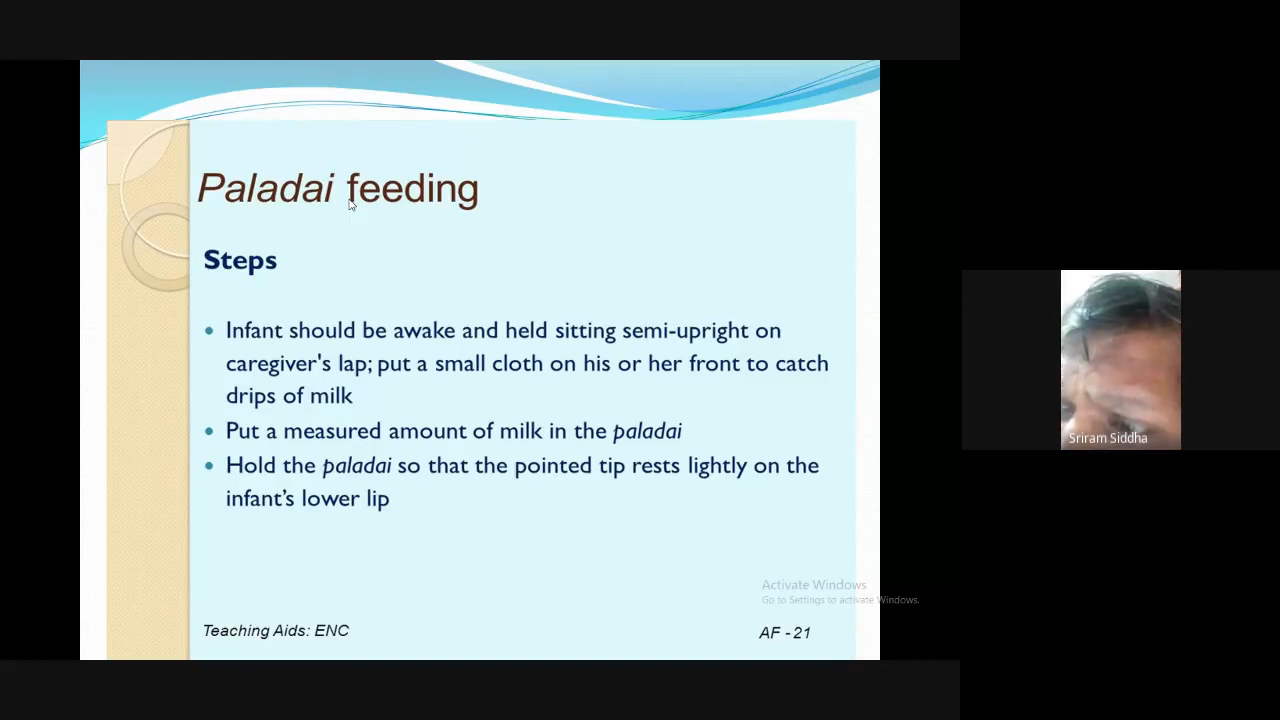 Paladai feeding
Steps
Infant should be awake and held sitting semi-upright on
caregiver's lap; put a small cloth on his or her front to catch
drips of milk
Put a measured amount of milk in the paladai
Hold the paladai so that the pointed tip rests lightly on the
infant’s lower lip
Activate Windows
Go to Settings to activate Windows.
Teaching Aids: ENC
AF - 21
Sriram Siddha